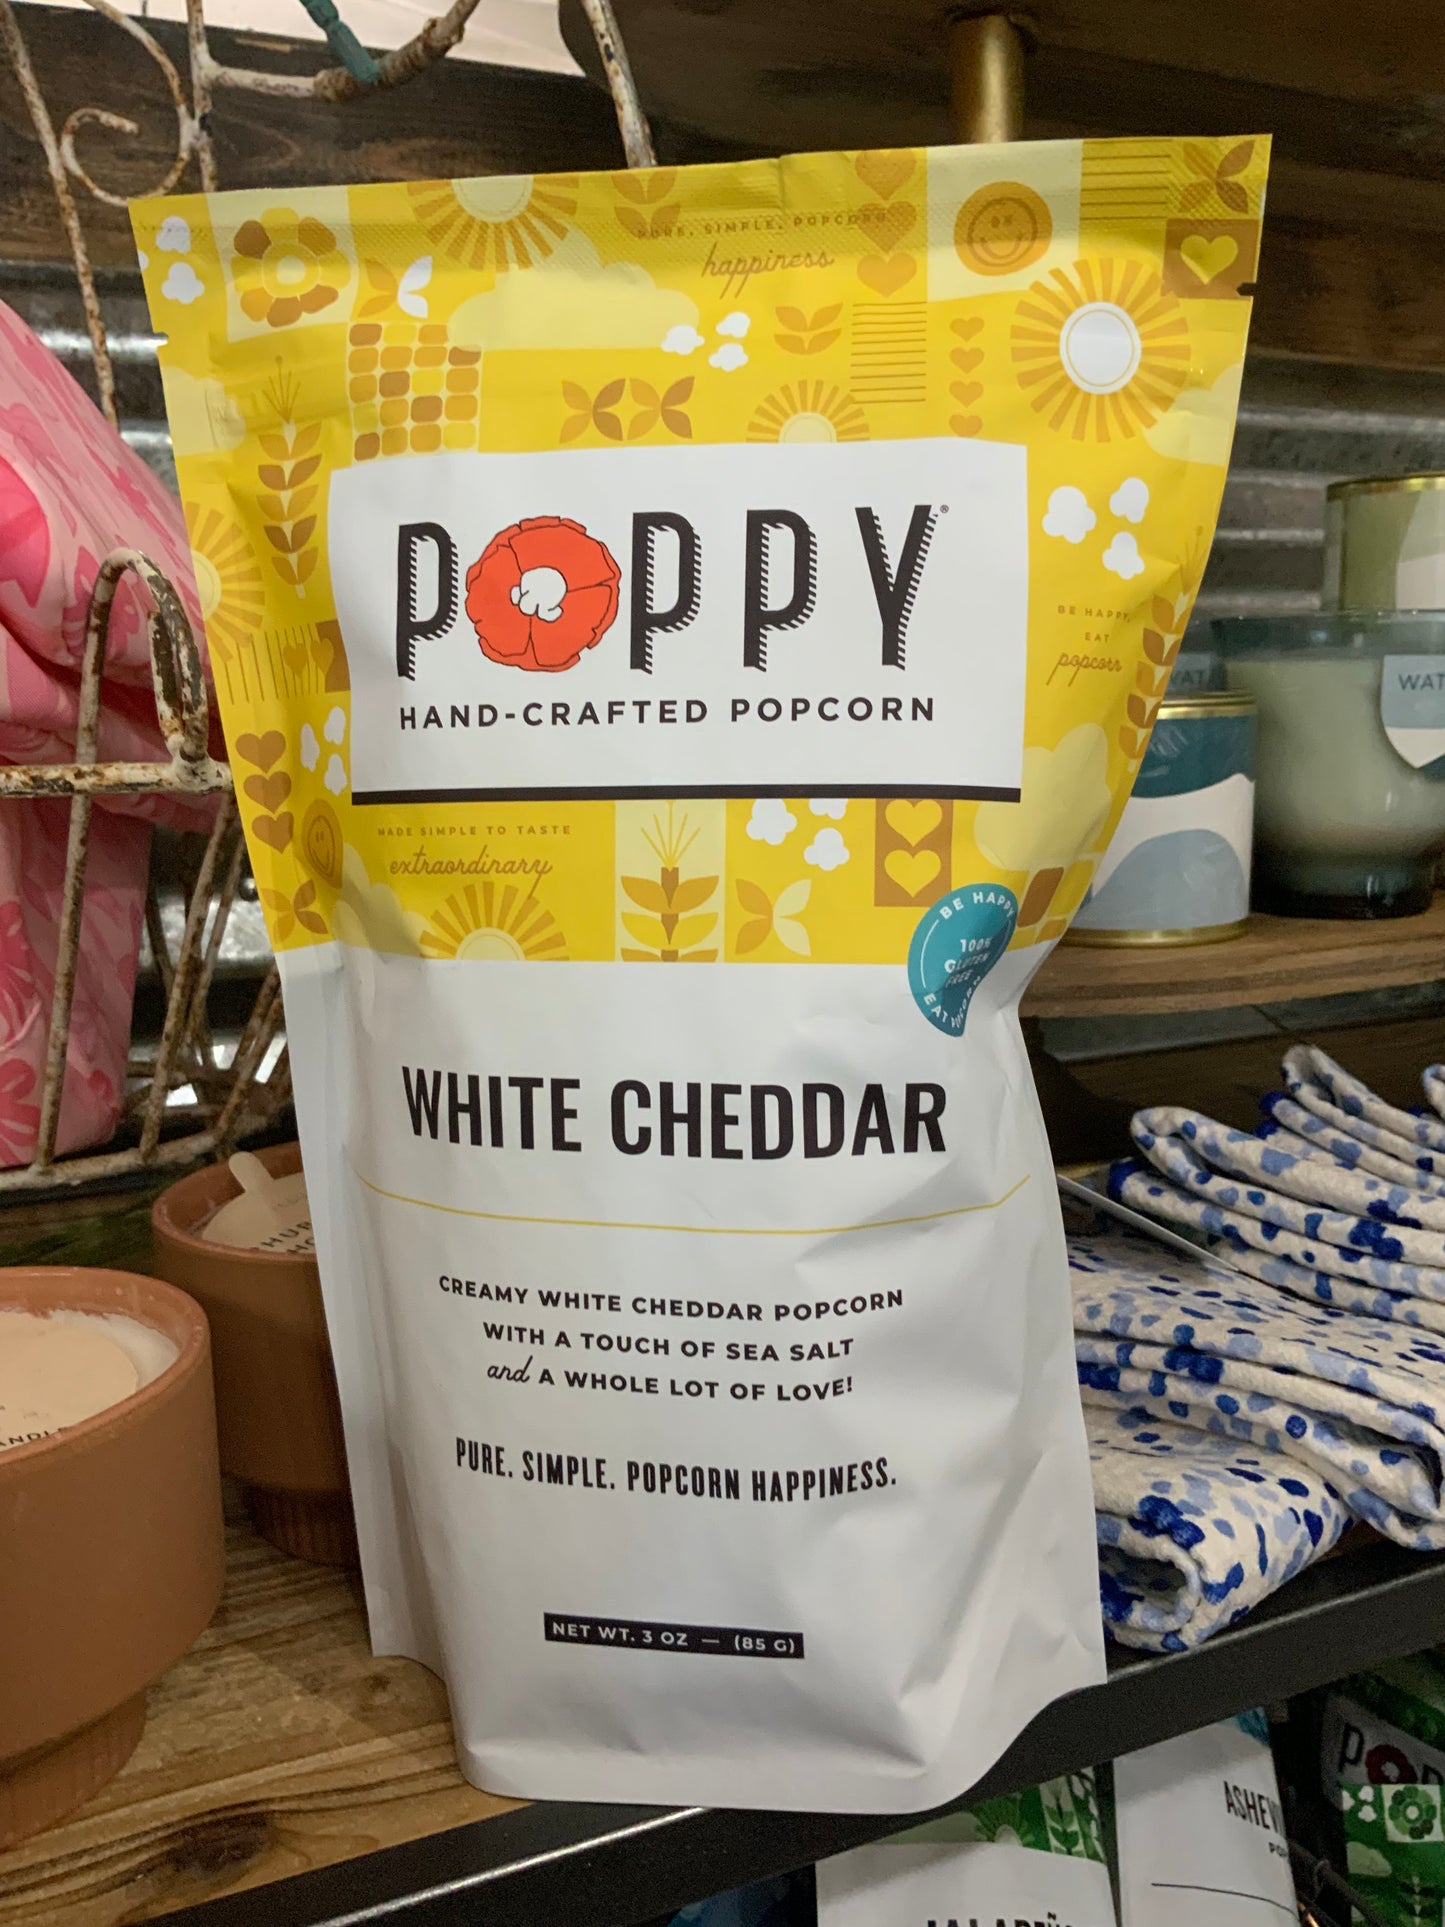 PURE. SIMPLE. POPCORN
happiness
POPPY®
HAND-CRAFTED POPCORN
BE HAPPY,
EAT
popcorn
MADE SIMPLE TO TASTE
extraordinary
BE HAPPY
100%
GLUTEN
FREE
EAT POPCORN
WHITE CHEDDAR
CREAMY WHITE CHEDDAR POPCORN
WITH A TOUCH OF SEA SALT
and A WHOLE LOT OF LOVE!
PURE. SIMPLE. POPCORN HAPPINESS.
NET WT. 3 OZ — (85 G)